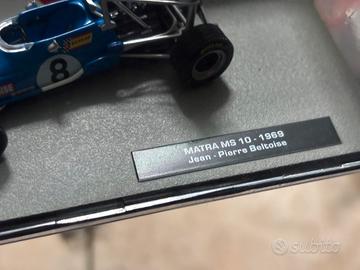 8
MATRA MS 10 - 1969
Jean - Pierre Beltoise
subito